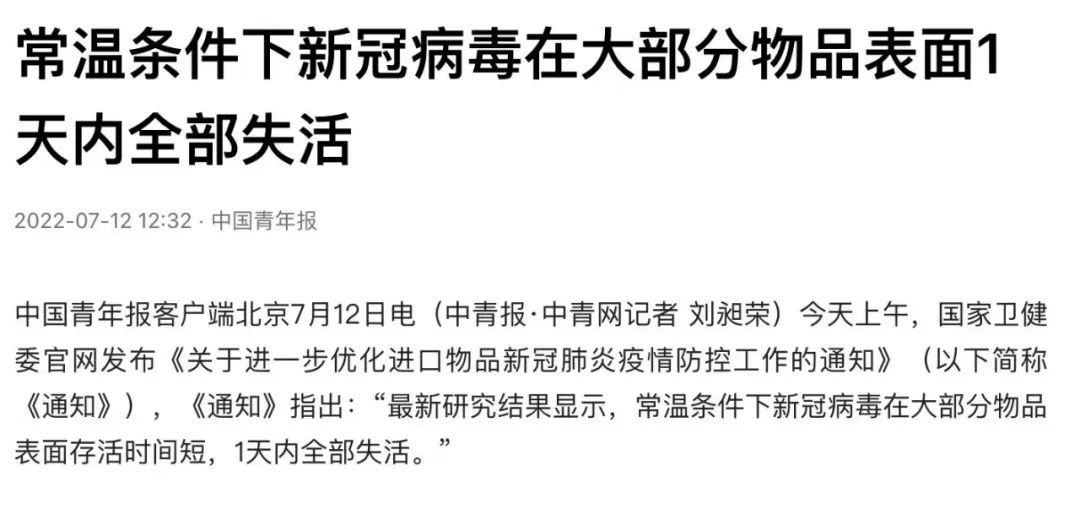 常温条件下新冠病毒在大部分物品表面1
天内全部失活
2022-07-12 12:32 · 中国青年报
中国青年报客户端北京7月12日电（中青报·中青网记者 刘昶荣）今天上午，国家卫健
委官网发布《关于进一步优化进口物品新冠肺炎疫情防控工作的通知》（以下简称
《通知》），《通知》指出：“最新研究结果显示，常温条件下新冠病毒在大部分物品
表面存活时间短，1天内全部失活。”